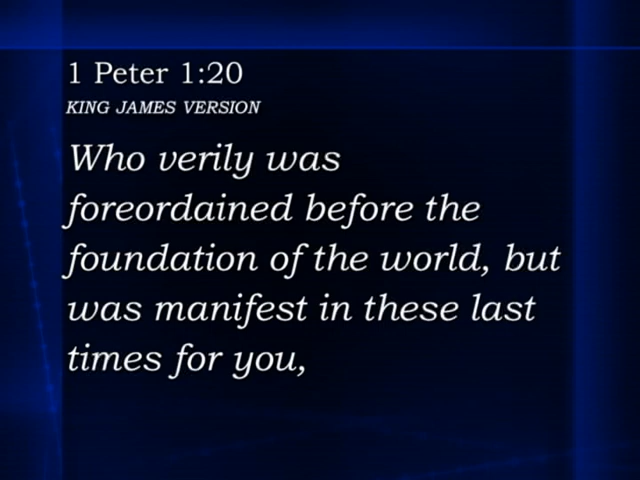 1 Peter 1:20
KING JAMES VERSION
Who verily was
foreordained before the
foundation of the world, but
was manifest in these last
times for you,